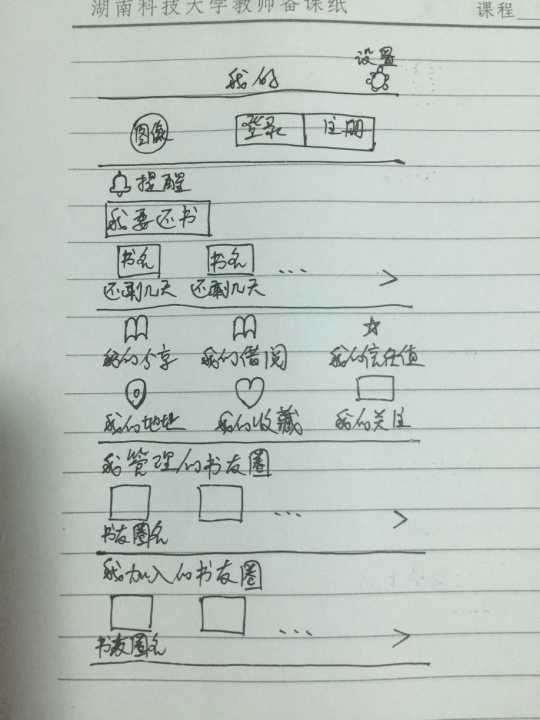 湖南科技大学教师备课纸 课程
设置
我的
图像 登录 注册
提醒
我要还书
书名 书名 ...
还剩几天 还剩几天 >
我的分享 我的借阅 我的信任值
我的地址 我的收藏 我的关注
我管理的书友圈
... >
书友圈名
我加入的书友圈
... >
书友圈名